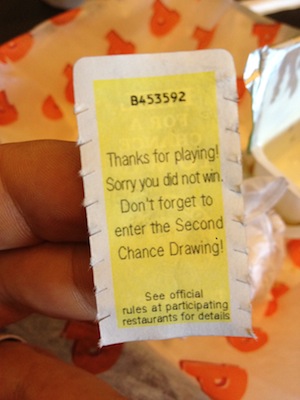 B453592
Thanks for playing!
Sorry you did not win.
Don't forget to
enter the Second
Chance Drawing!
See official
rules at participating
restaurants for details